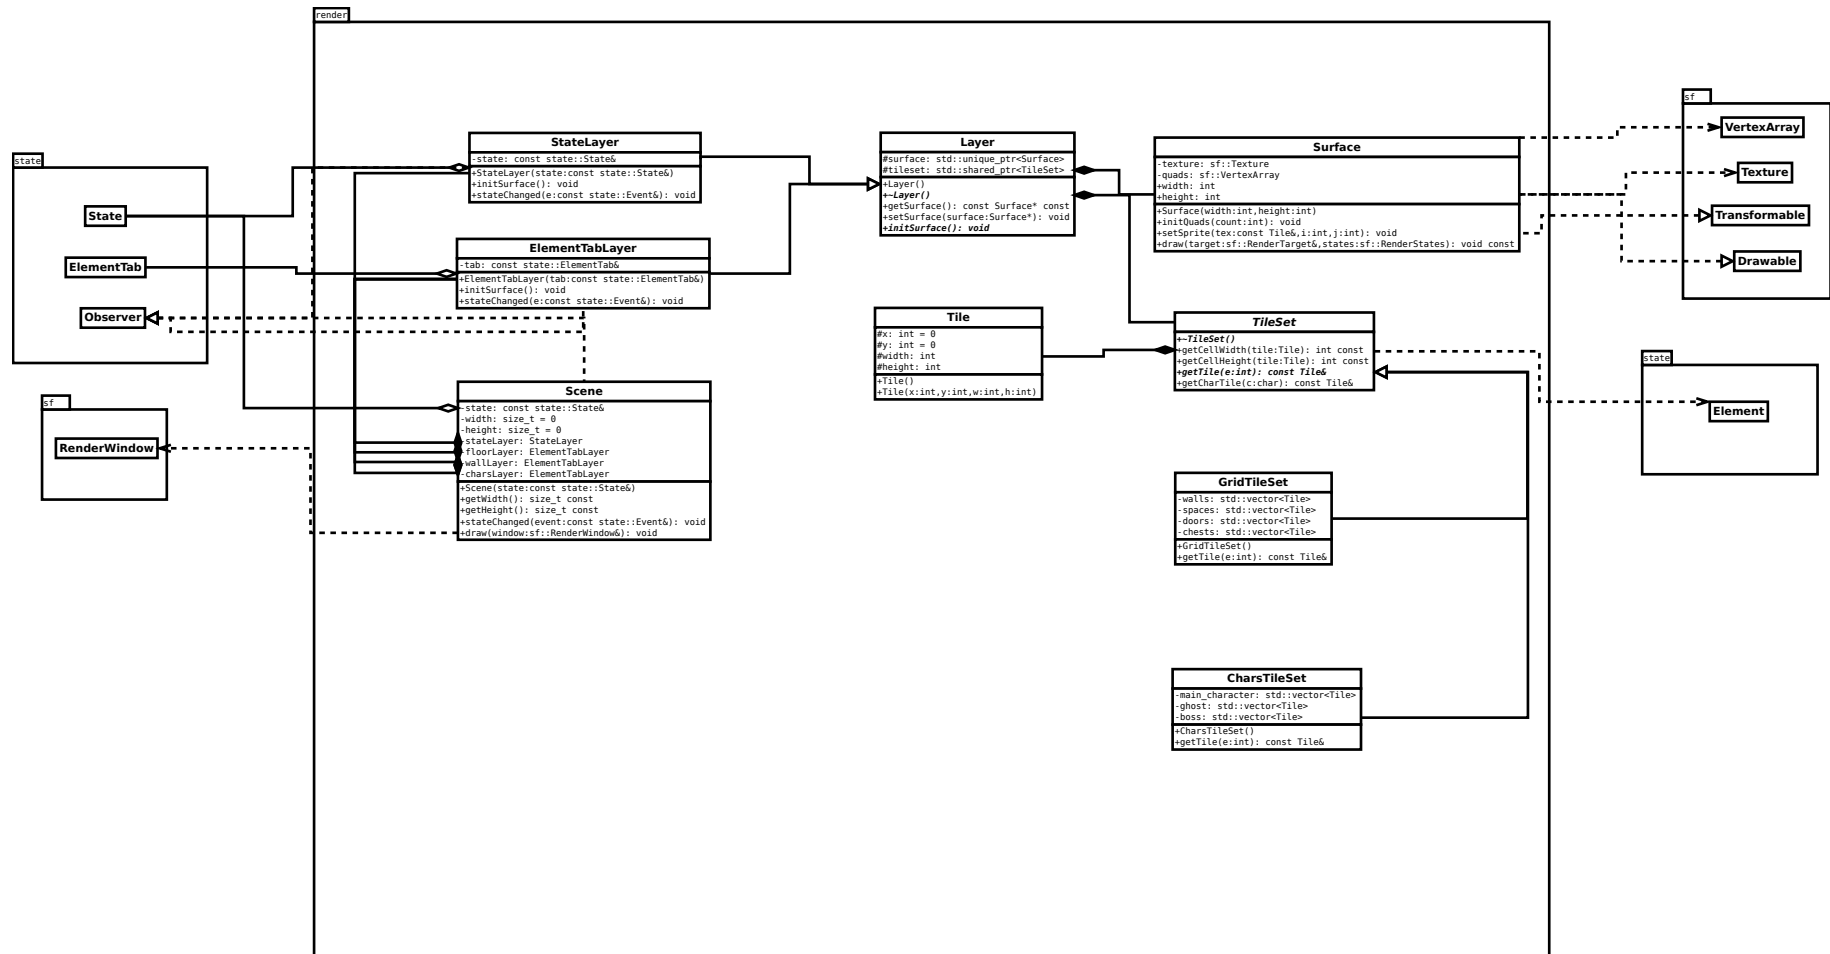 render
state
State
ElementTab
Observer
sf
RenderWindow
StateLayer
-state: const state::State&
+StateLayer(state:const state::State&)
+initSurface(): void
+stateChanged(e:const state::Event&): void
ElementTabLayer
-tab: const state::ElementTab&
+ElementTabLayer(tab:const state::ElementTab&)
+initSurface(): void
+stateChanged(e:const state::Event&): void
Scene
-state: const state::State&
-width: size_t = 0
-height: size_t = 0
-stateLayer: StateLayer
-floorLayer: ElementTabLayer
-wallLayer: ElementTabLayer
-charsLayer: ElementTabLayer
+Scene(state:const state::State&)
+getWidth(): size_t const
+getHeight(): size_t const
+stateChanged(event:const state::Event&): void
+draw(window:sf::RenderWindow&): void
Layer
#surface: std::unique_ptr<Surface>
#tileset: std::shared_ptr<TileSet>
+Layer()
+~Layer()
+getSurface(): const Surface* const
+setSurface(surface:Surface*): void
+initSurface(): void
Surface
-texture: sf::Texture
-quads: sf::VertexArray
+width: int
+height: int
+Surface(width:int,height:int)
+initQuads(count:int): void
+setSprite(tex:const Tile&,i:int,j:int): void
+draw(target:sf::RenderTarget&,states:sf::RenderStates): void const
Tile
#x: int = 0
#y: int = 0
#width: int
#height: int
+Tile()
+Tile(x:int,y:int,w:int,h:int)
TileSet
+~TileSet()
+getCellWidth(tile:Tile): int const
+getCellHeight(tile:Tile): int const
+getTile(e:int): const Tile&
+getCharTile(c:char): const Tile&
GridTileSet
-walls: std::vector<Tile>
-spaces: std::vector<Tile>
-doors: std::vector<Tile>
-chests: std::vector<Tile>
+GridTileSet()
+getTile(e:int): const Tile&
CharsTileSet
-main_character: std::vector<Tile>
-ghost: std::vector<Tile>
-boss: std::vector<Tile>
+CharsTileSet()
+getTile(e:int): const Tile&
sf
VertexArray
Texture
Transformable
Drawable
state
Element